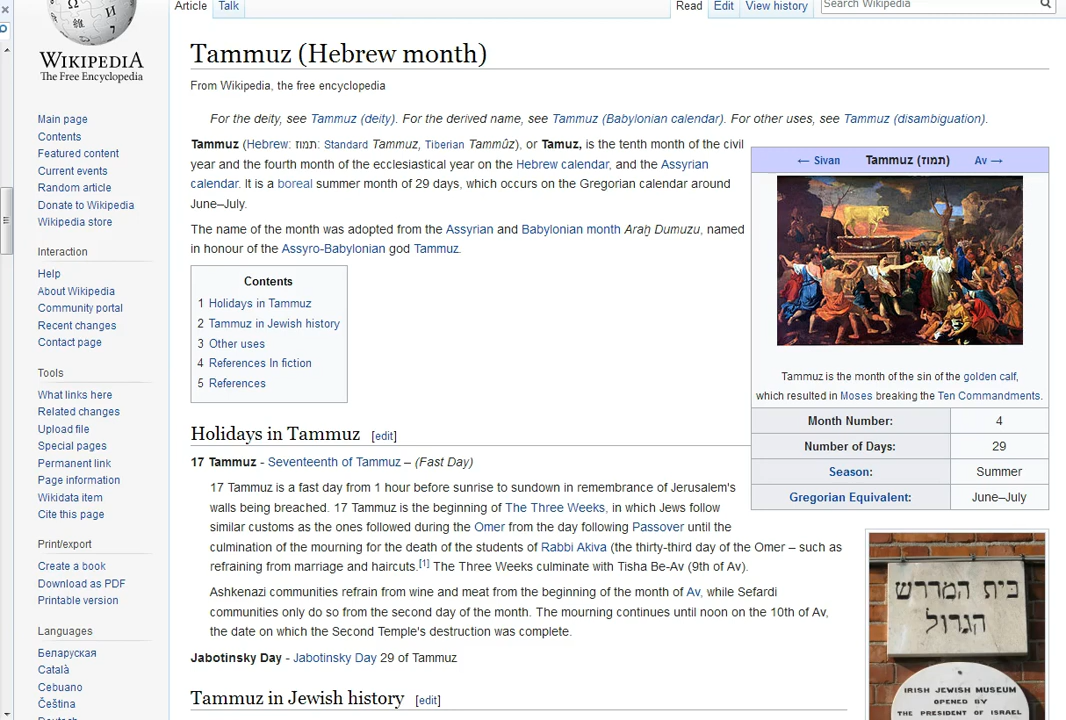 Article Talk Read Edit View history Search Wikipedia
WIKIPEDIA
The Free Encyclopedia
Main page
Contents
Featured content
Current events
Random article
Donate to Wikipedia
Wikipedia store
Interaction
Help
About Wikipedia
Community portal
Recent changes
Contact page
Tools
What links here
Related changes
Upload file
Special pages
Permanent link
Page information
Wikidata item
Cite this page
Print/export
Create a book
Download as PDF
Printable version
Languages
Беларуская
Català
Cebuano
Čeština
Deutsch
Tammuz (Hebrew month)
From Wikipedia, the free encyclopedia
For the deity, see Tammuz (deity). For the derived name, see Tammuz (Babylonian calendar). For other uses, see Tammuz (disambiguation).
Tammuz (Hebrew: תמוז: Standard Tammuz, Tiberian Tammûz), or Tamuz, is the tenth month of the civil
year and the fourth month of the ecclesiastical year on the Hebrew calendar, and the Assyrian
calendar. It is a boreal summer month of 29 days, which occurs on the Gregorian calendar around
June–July.
The name of the month was adopted from the Assyrian and Babylonian month Araḫ Dumuzu, named
in honour of the Assyro-Babylonian god Tammuz.
Contents
1 Holidays in Tammuz
2 Tammuz in Jewish history
3 Other uses
4 References In fiction
5 References
Holidays in Tammuz [edit]
17 Tammuz - Seventeenth of Tammuz – (Fast Day)
17 Tammuz is a fast day from 1 hour before sunrise to sundown in remembrance of Jerusalem's
walls being breached. 17 Tammuz is the beginning of The Three Weeks, in which Jews follow
similar customs as the ones followed during the Omer from the day following Passover until the
culmination of the mourning for the death of the students of Rabbi Akiva (the thirty-third day of the Omer – such as
refraining from marriage and haircuts.[1] The Three Weeks culminate with Tisha Be-Av (9th of Av).
Ashkenazi communities refrain from wine and meat from the beginning of the month of Av, while Sefardi
communities only do so from the second day of the month. The mourning continues until noon on the 10th of Av,
the date on which the Second Temple's destruction was complete.
Jabotinsky Day - Jabotinsky Day 29 of Tammuz
Tammuz in Jewish history [edit]
← Sivan Tammuz (תמוז) Av →
Tammuz is the month of the sin of the golden calf,
which resulted in Moses breaking the Ten Commandments.
Month Number: 4
Number of Days: 29
Season: Summer
Gregorian Equivalent: June–July
בית המדרש
הגדול
IRISH JEWISH MUSEUM
OPENED BY
THE PRESIDENT OF ISRAEL